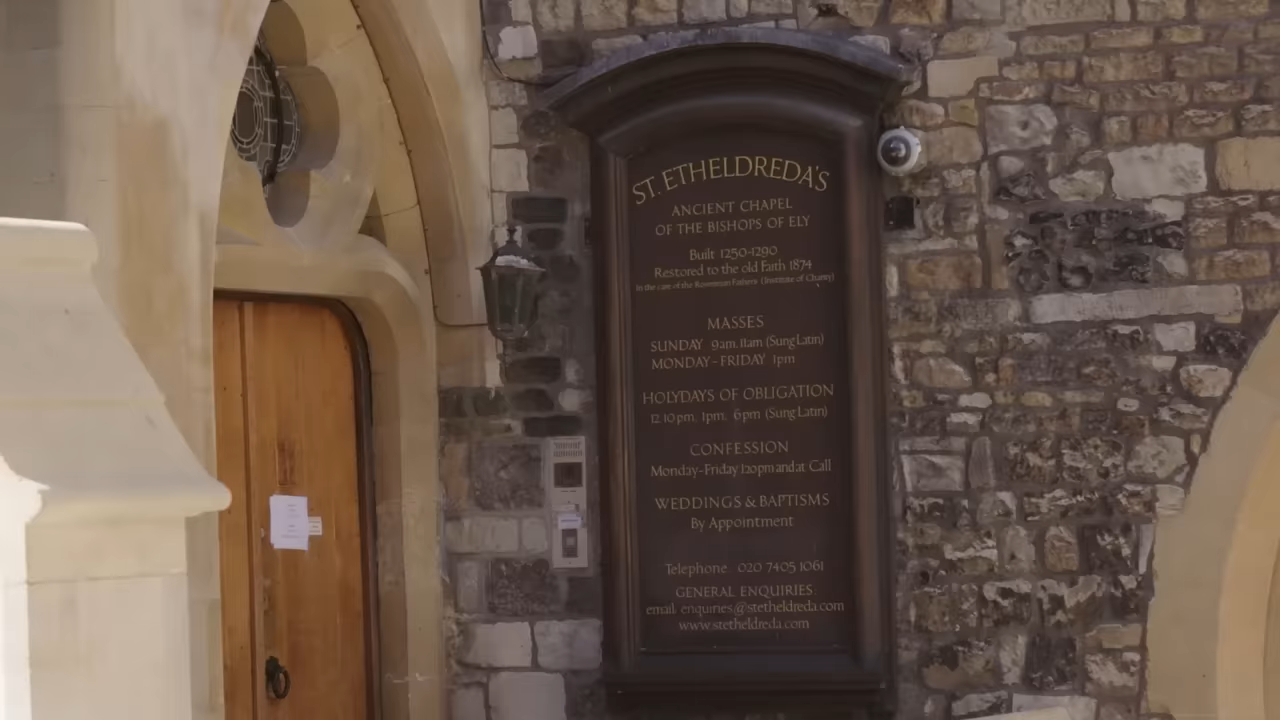 ST. ETHELDREDA'S
ANCIENT CHAPEL
OF THE BISHOPS OF ELY
Built 1250-1290
Restored to the old Faith 1874
In the care of the Rosminian Fathers (Institute of Charity)
MASSES
SUNDAY 9am. 11am (Sung Latin)
MONDAY-FRIDAY 1pm
HOLYDAYS OF OBLIGATION
12.10pm, 1pm, 6pm (Sung Latin)
CONFESSION
Monday-Friday 1.20pm and at Call
WEDDINGS & BAPTISMS
By Appointment
Telephone 020 7405 1061
GENERAL ENQUIRIES
email enquiries@stetheldreda.com
www.stetheldreda.com